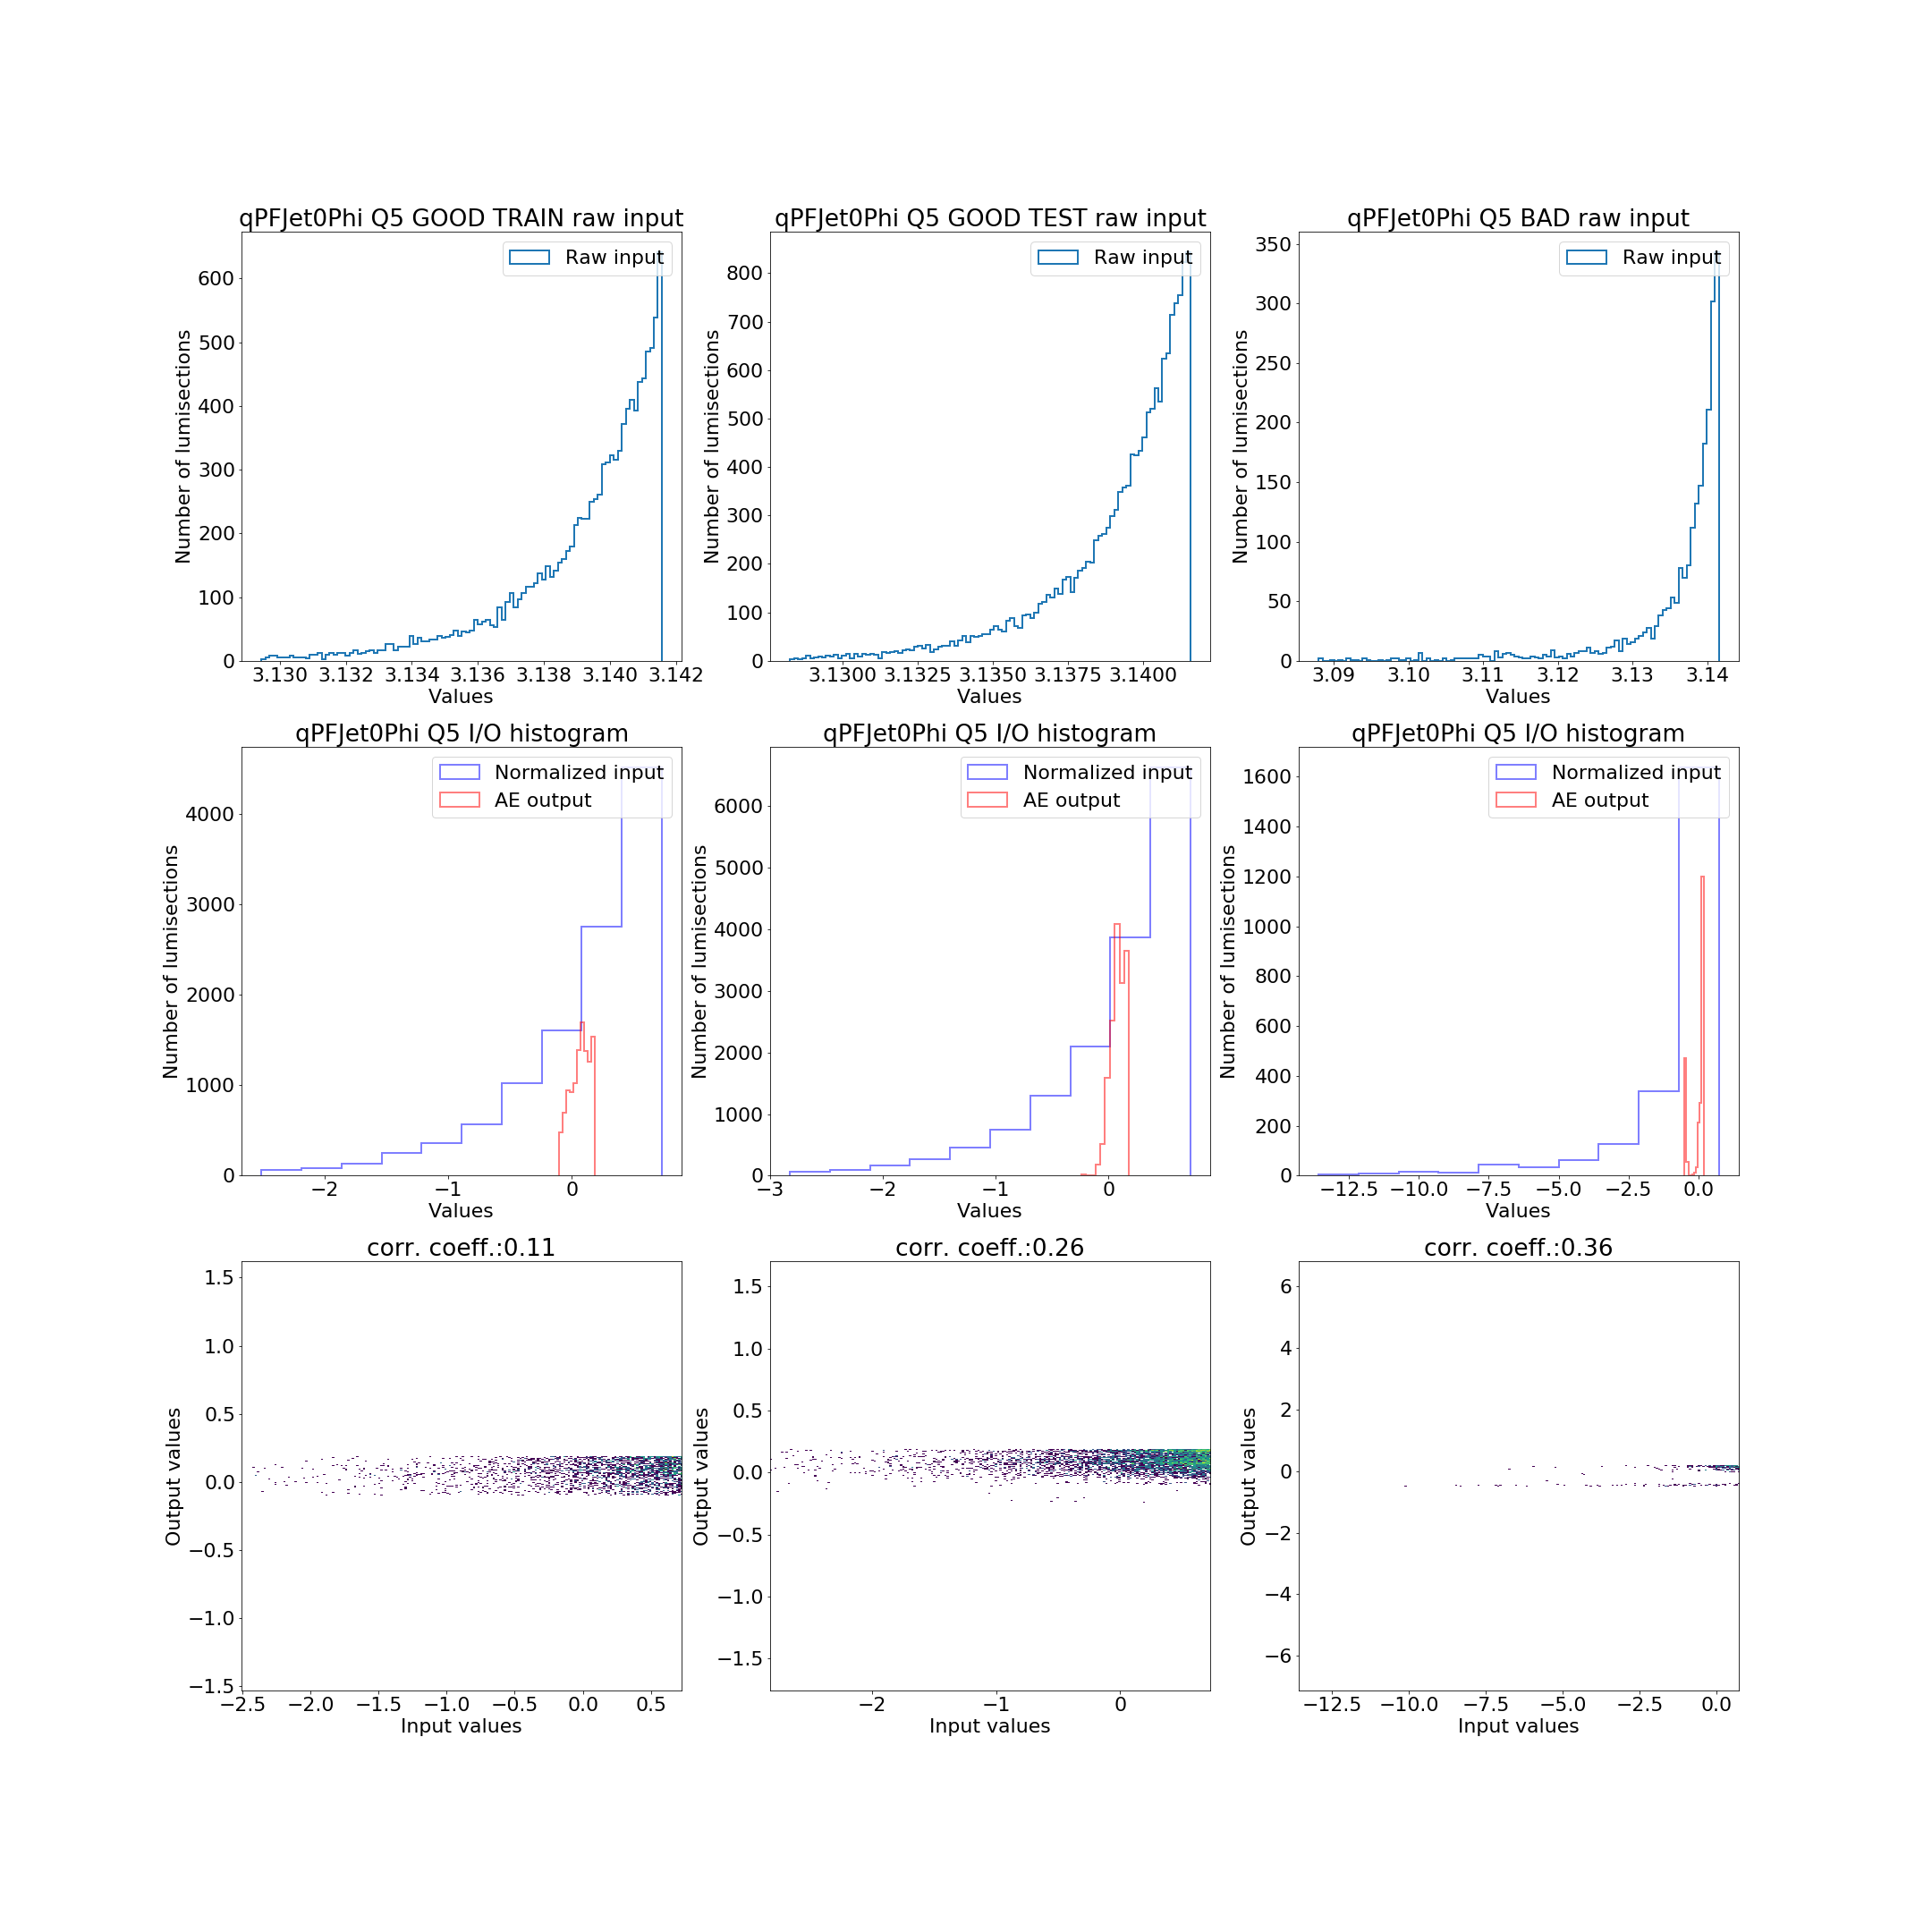 qPFJet0Phi Q5 GOOD TRAIN raw input
qPFJet0Phi Q5 GOOD TEST raw input
qPFJet0Phi Q5 BAD raw input
Raw input
Raw input
Raw input
Number of lumisections
600
500
400
300
200
100
0
3.130 3.132 3.134 3.136 3.138 3.140 3.142
Values
Number of lumisections
800
700
600
500
400
300
200
100
0
3.1300 3.1325 3.1350 3.1375 3.1400
Values
Number of lumisections
350
300
250
200
150
100
50
0
3.09 3.10 3.11 3.12 3.13 3.14
Values
qPFJet0Phi Q5 I/O histogram
qPFJet0Phi Q5 I/O histogram
qPFJet0Phi Q5 I/O histogram
Normalized input
AE output
Normalized input
AE output
Normalized input
AE output
Number of lumisections
4000
3000
2000
1000
0
−2 −1 0
Values
Number of lumisections
6000
5000
4000
3000
2000
1000
0
−3 −2 −1 0
Values
Number of lumisections
1600
1400
1200
1000
800
600
400
200
0
−12.5 −10.0 −7.5 −5.0 −2.5 0.0
Values
corr. coeff.:0.11
corr. coeff.:0.26
corr. coeff.:0.36
Output values
1.5
1.0
0.5
0.0
−0.5
−1.0
−1.5
−2.5 −2.0 −1.5 −1.0 −0.5 0.0 0.5
Input values
Output values
1.5
1.0
0.5
0.0
−0.5
−1.0
−1.5
−2 −1 0
Input values
Output values
6
4
2
0
−2
−4
−6
−12.5 −10.0 −7.5 −5.0 −2.5 0.0
Input values